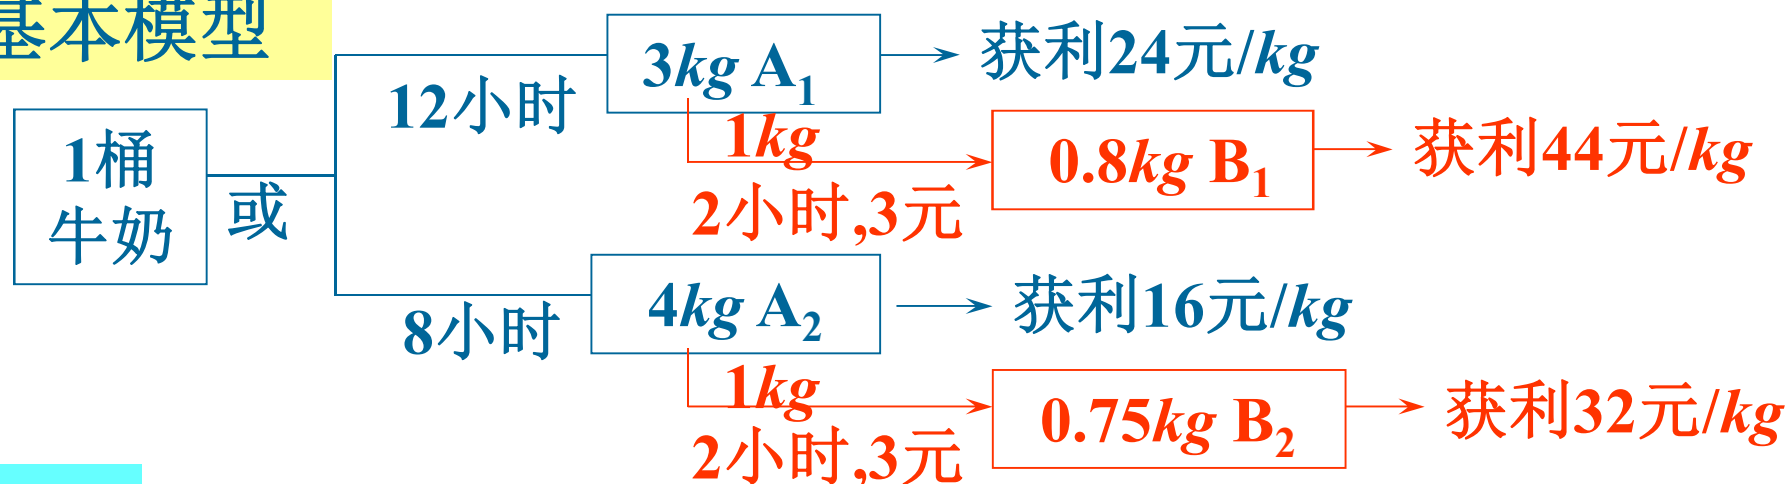 基本模型
1桶
牛奶
或
12小时
3kg A₁
获利24元/kg
1kg
2小时,3元
0.8kg B₁
获利44元/kg
8小时
4kg A₂
获利16元/kg
1kg
2小时,3元
0.75kg B₂
获利32元/kg